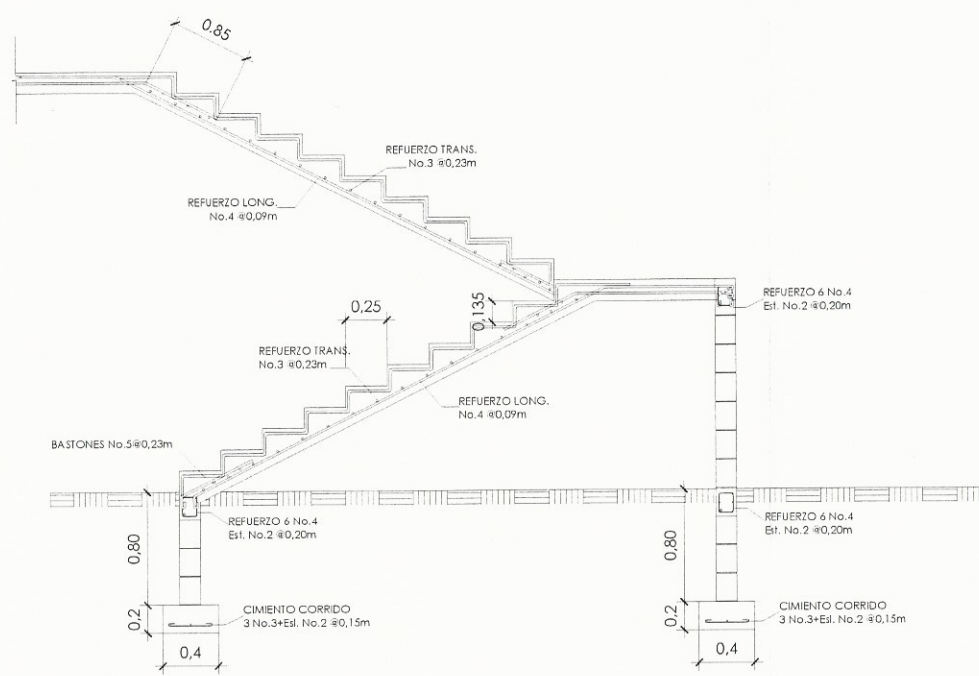 0.85
REFUERZO TRANS.
No.3 @0,23m
REFUERZO LONG.
No.4 @0,09m
REFUERZO 6 No.4
Est. No.2 @0,20m
0,135
0,25
REFUERZO TRANS.
No.3 @0,23m
REFUERZO LONG.
No.4 @0,09m
BASTONES No.5@0,23m
REFUERZO 6 No.4
Est. No.2 @0,20m
REFUERZO 6 No.4
Est. No.2 @0,20m
0,80
0,80
CIMIENTO CORRIDO
3 No.3+Esl. No.2 @0,15m
CIMIENTO CORRIDO
3 No.3+Esl. No.2 @0,15m
0,2
0,2
0,4
0,4